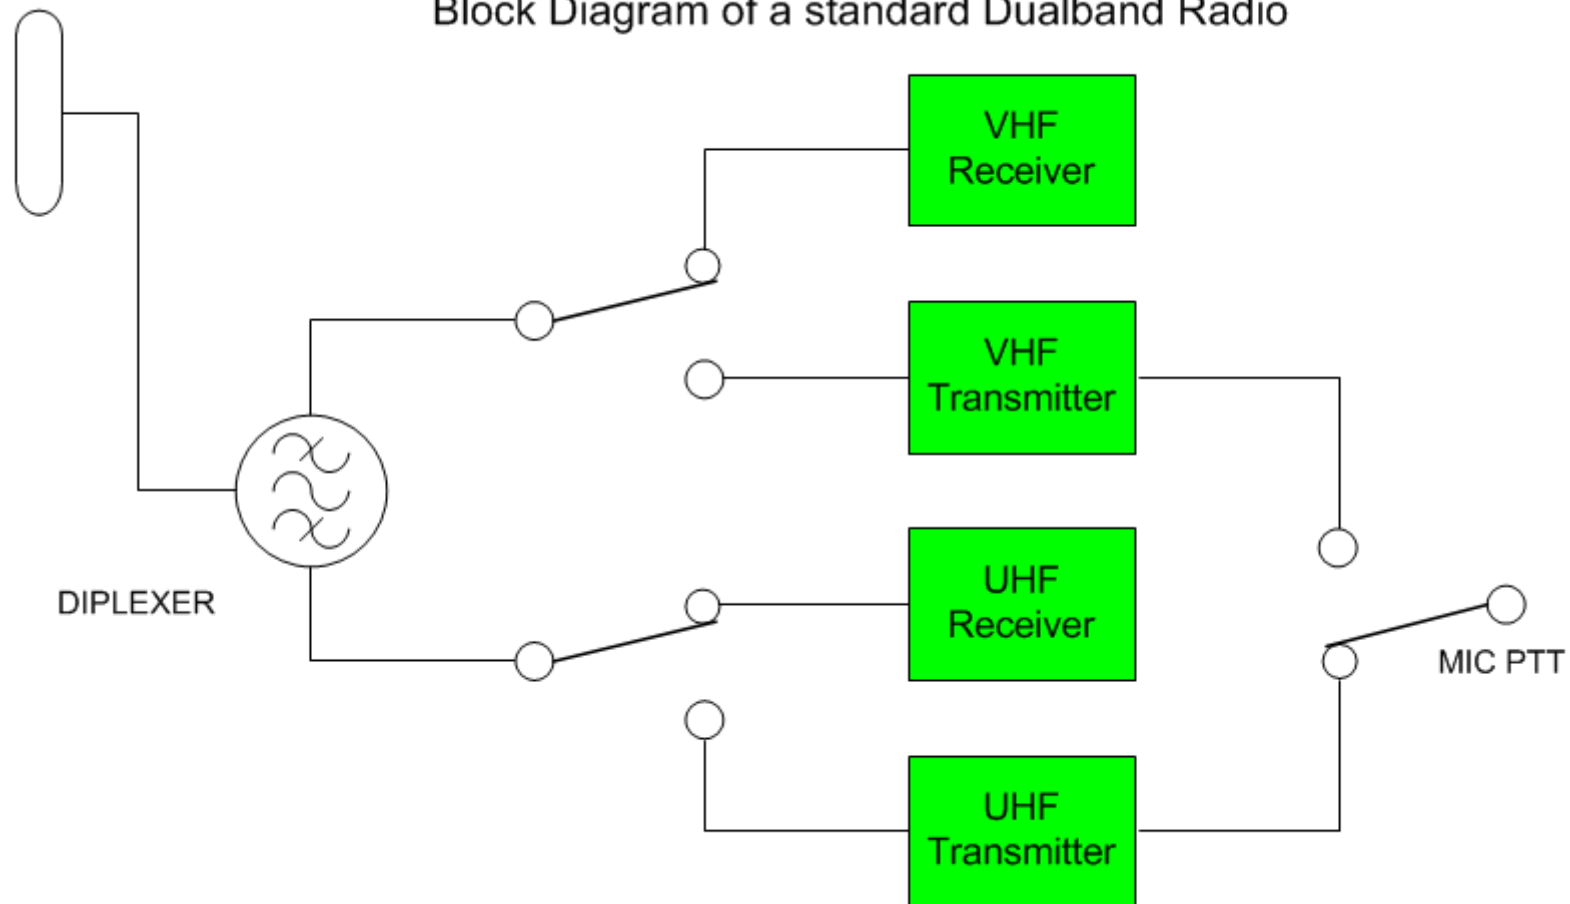 Block Diagram of a standard Dualband Radio
VHF
Receiver
VHF
Transmitter
DIPLEXER
UHF
Receiver
MIC PTT
UHF
Transmitter